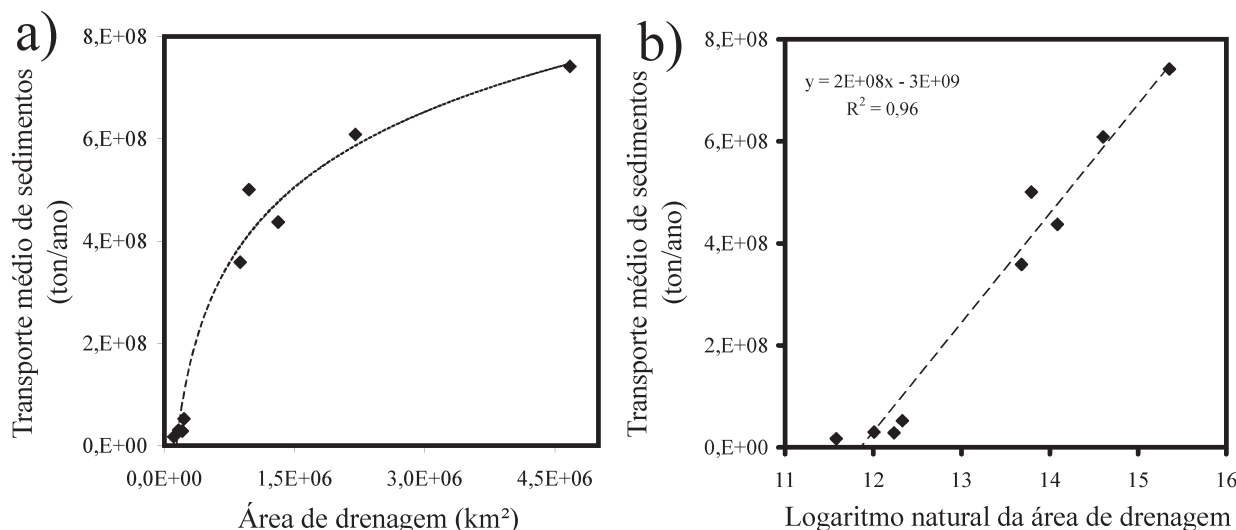 a)
Transporte médio de sedimentos
(ton/ano)
8,E+08
6,E+08
4,E+08
2,E+08
0,E+00
0,0E+00 1,5E+06 3,0E+06 4,5E+06
Área de drenagem (km²)
b)
Transporte médio de sedimentos
(ton/ano)
8,E+08
6,E+08
4,E+08
2,E+08
0,E+00
y = 2E+08x - 3E+09
R² = 0,96
11 12 13 14 15 16
Logaritmo natural da área de drenagem